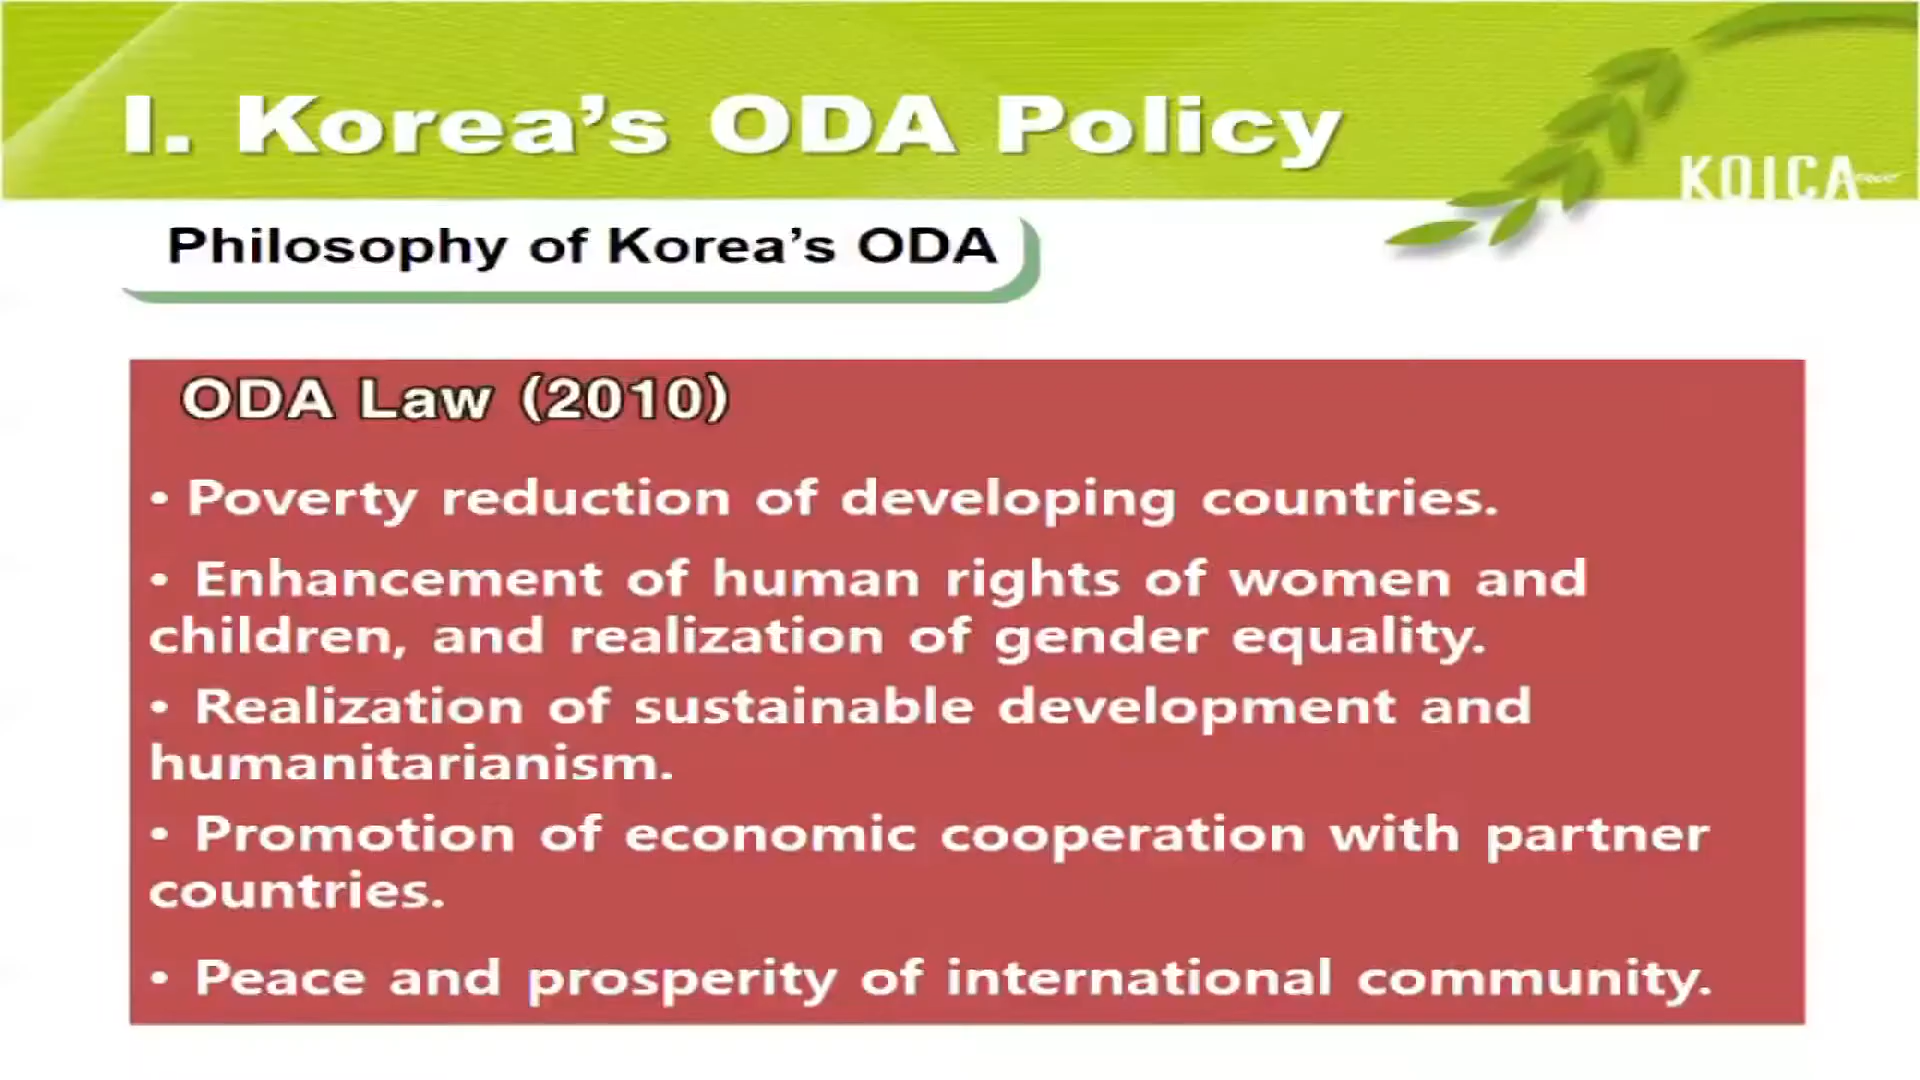 I. Korea’s ODA Policy
KOICA
Philosophy of Korea’s ODA
ODA Law (2010)
• Poverty reduction of developing countries.
• Enhancement of human rights of women and
children, and realization of gender equality.
• Realization of sustainable development and
humanitarianism.
• Promotion of economic cooperation with partner
countries.
• Peace and prosperity of international community.